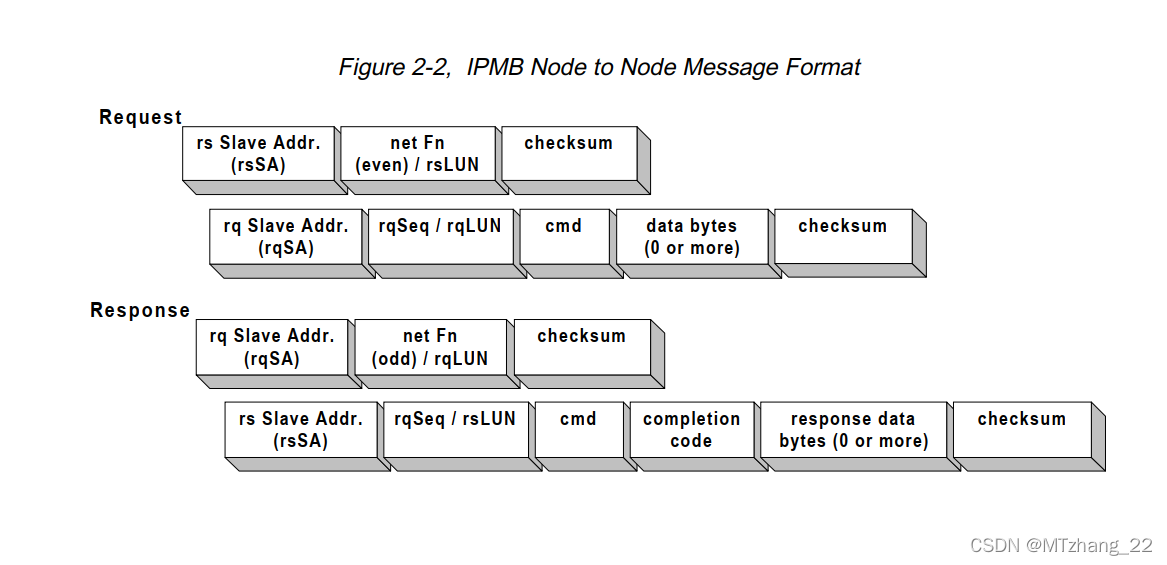 Figure 2-2, IPMB Node to Node Message Format
Request
rs Slave Addr.
(rsSA)
net Fn
(even) / rsLUN
checksum
rq Slave Addr.
(rqSA)
rqSeq / rqLUN
cmd
data bytes
(0 or more)
checksum
Response
rq Slave Addr.
(rqSA)
net Fn
(odd) / rqLUN
checksum
rs Slave Addr.
(rsSA)
rqSeq / rsLUN
cmd
completion
code
response data
bytes (0 or more)
checksum
CSDN @MTzhang_22